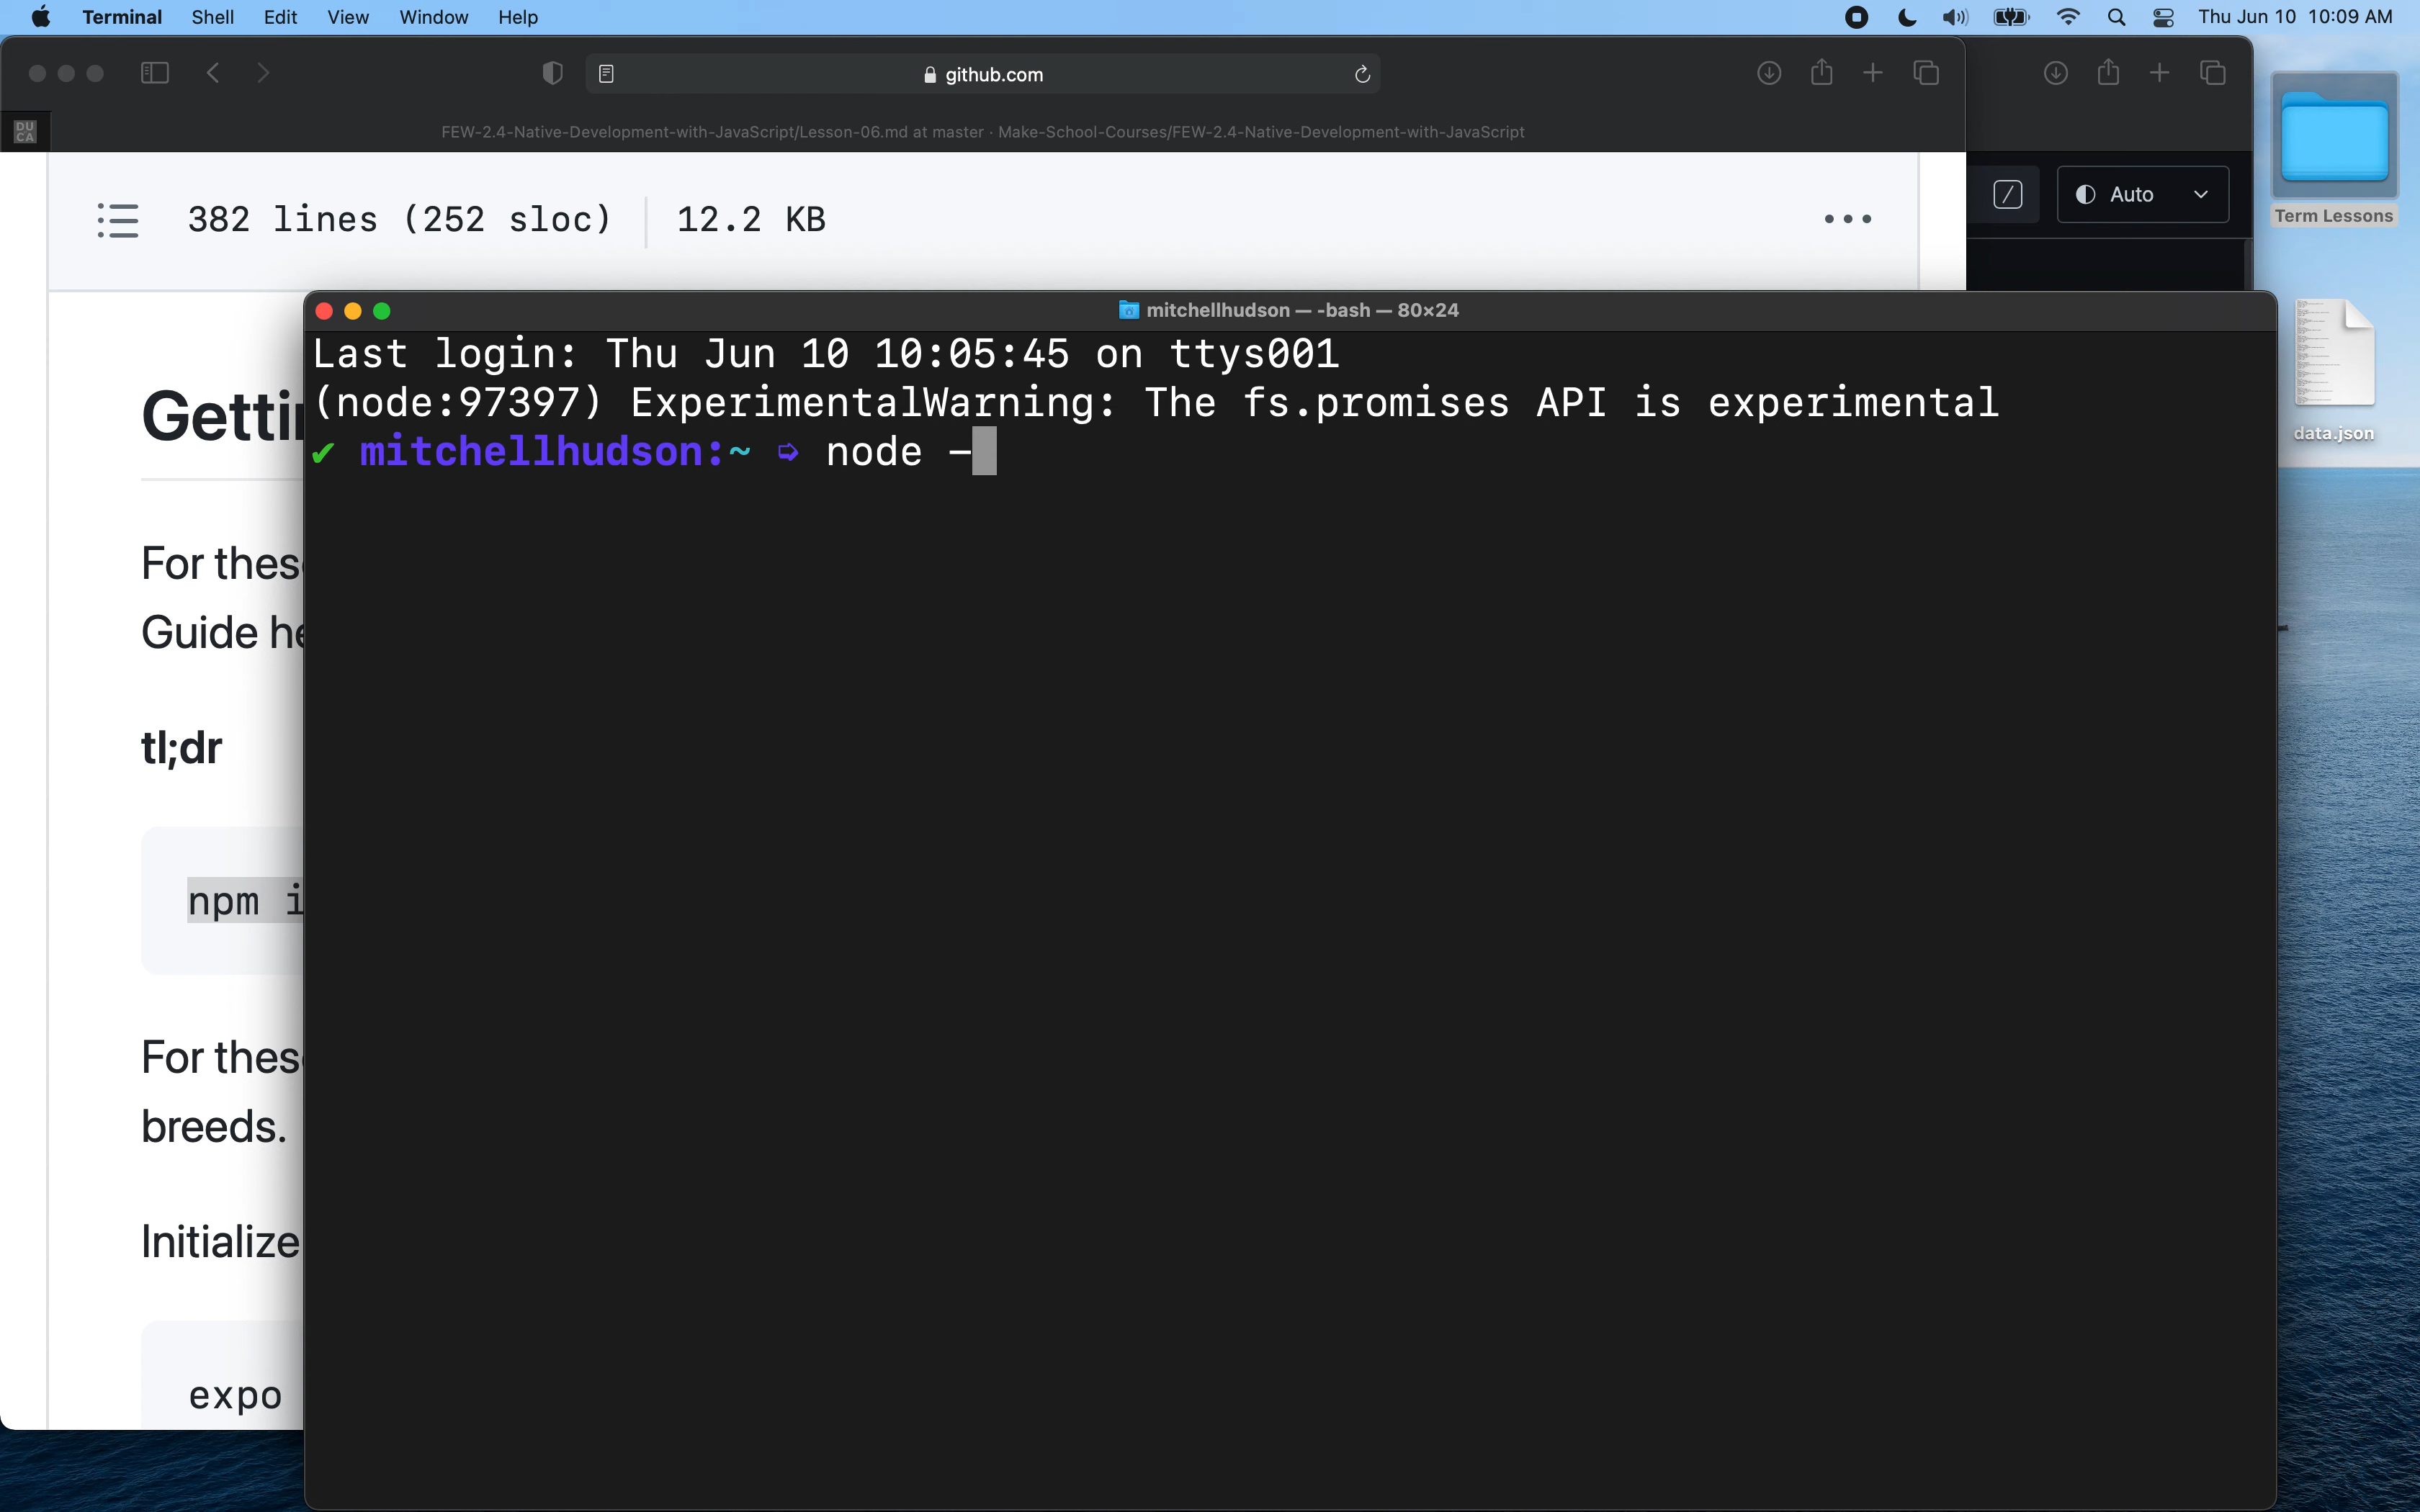 Terminal Shell Edit View Window Help Thu Jun 10 10:09 AM
github.com
DU
CA
FEW-2.4-Native-Development-with-JavaScript/Lesson-06.md at master · Make-School-Courses/FEW-2.4-Native-Development-with-JavaScript
382 lines (252 sloc) 12.2 KB
/ Auto
Term Lessons
data.json
mitchellhudson — -bash — 80×24
Last login: Thu Jun 10 10:05:45 on ttys001
(node:97397) ExperimentalWarning: The fs.promises API is experimental
✔ mitchellhudson:~ ➩ node -
For
Guide
tl;dr
npm
For
breeds.
Initialize
expo